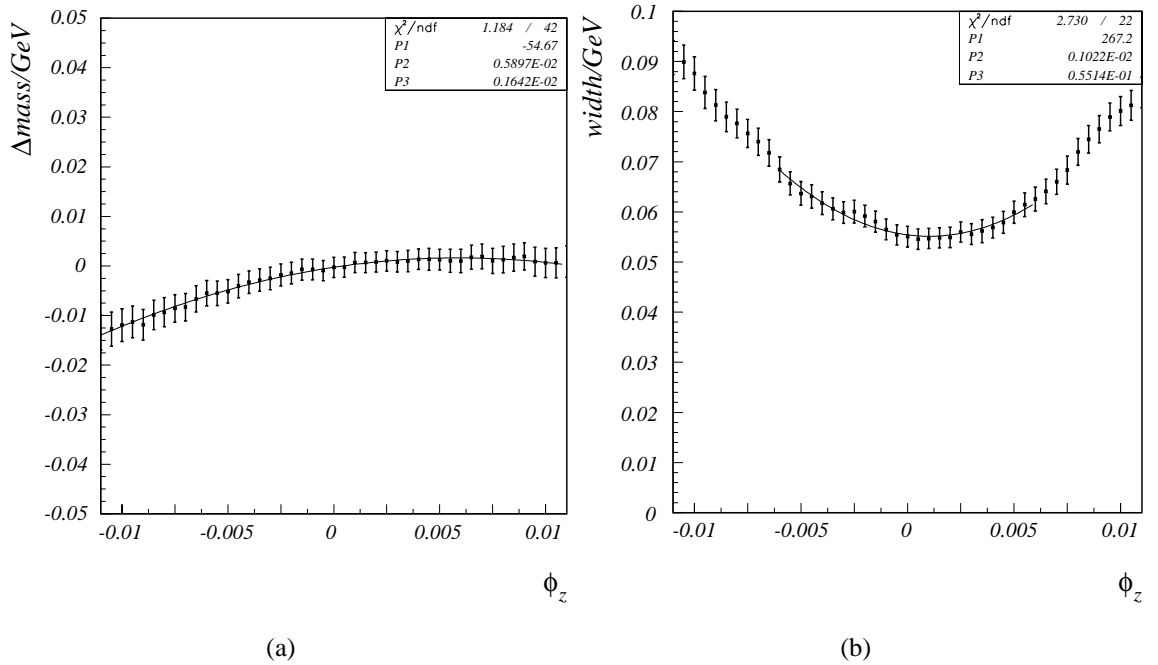 Δmass/GeV
0.05
0.04
0.03
0.02
0.01
0
-0.01
-0.02
-0.03
-0.04
-0.05
-0.01
-0.005
0
0.005
0.01
ϕz
χ²/ndf 1.184 / 42
P1 -54.67
P2 0.5897E-02
P3 0.1642E-02
(a)
width/GeV
0.1
0.09
0.08
0.07
0.06
0.05
0.04
0.03
0.02
0.01
0
-0.01
-0.005
0
0.005
0.01
ϕz
χ²/ndf 2.730 / 22
P1 267.2
P2 0.1022E-02
P3 0.5514E-01
(b)